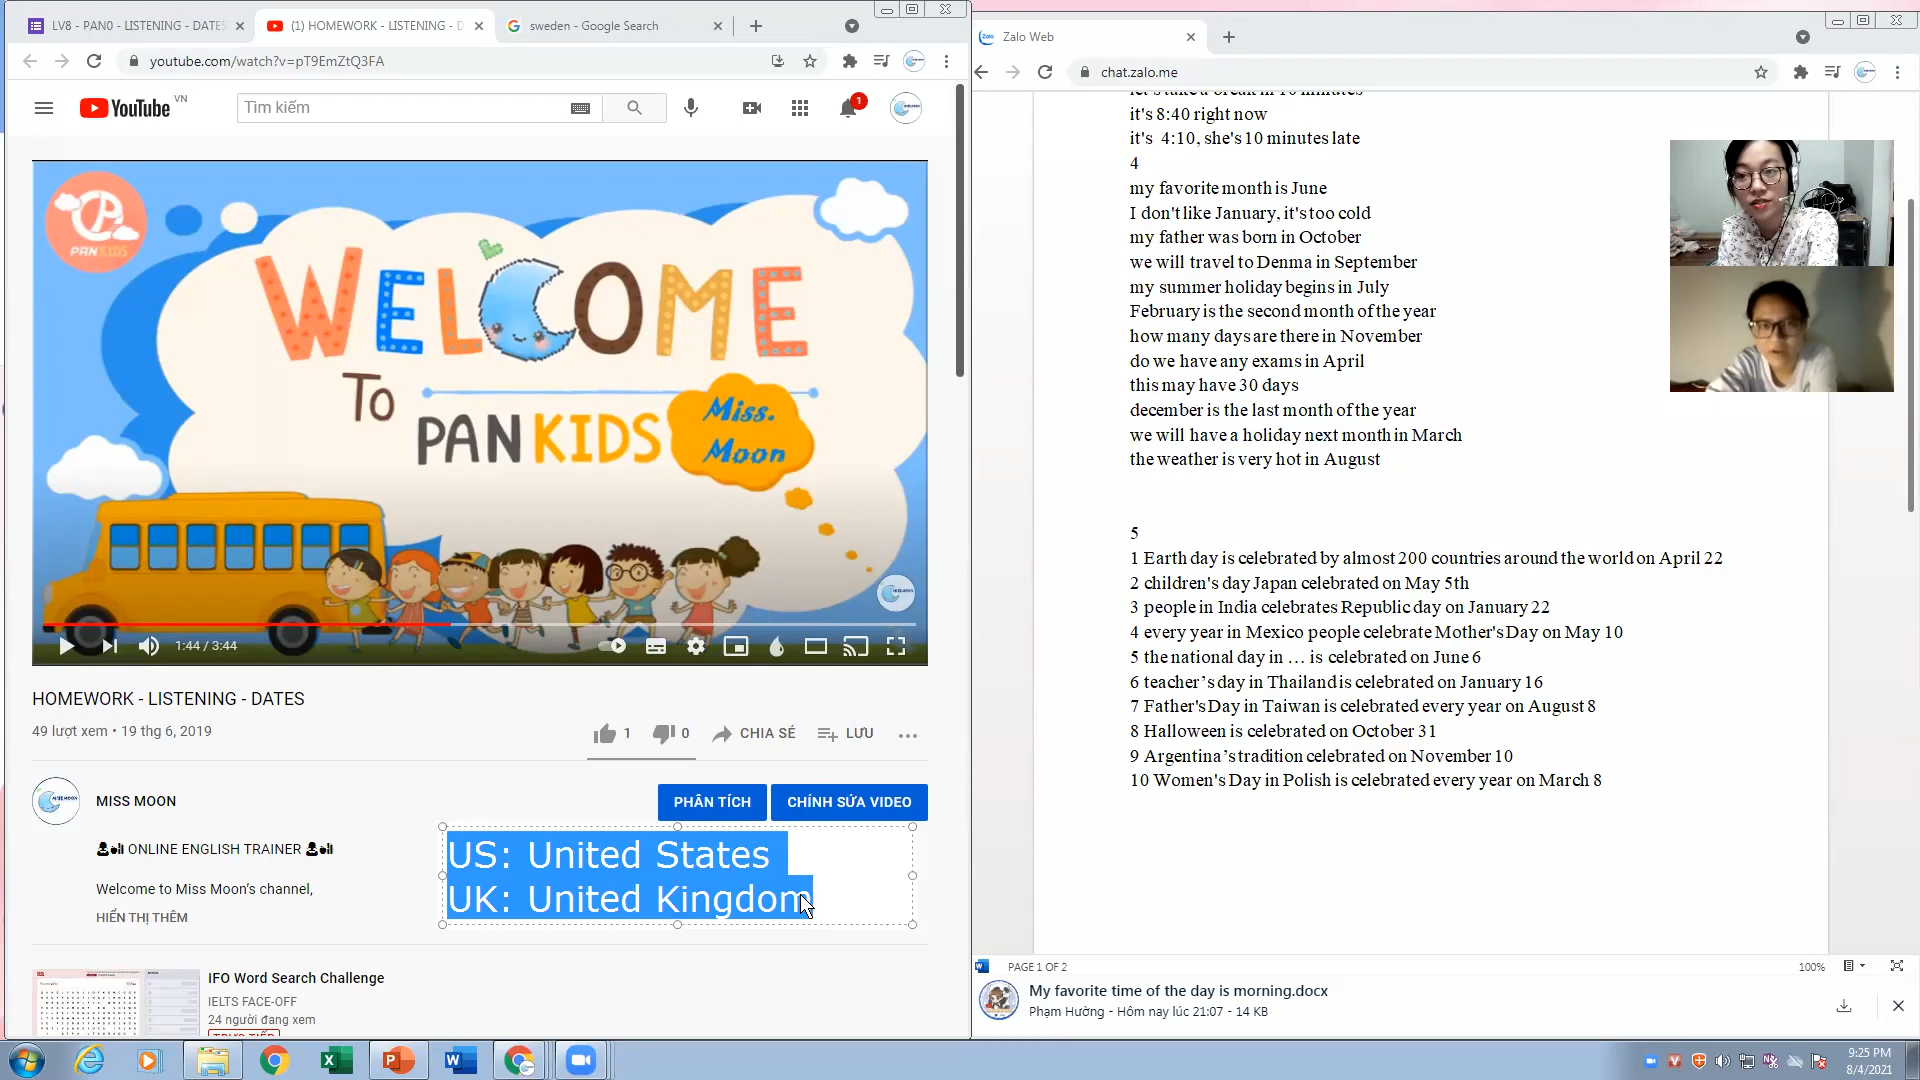 LV8 - PAN0 - LISTENING - DATES
(1) HOMEWORK - LISTENING - D
sweden - Google Search
youtube.com/watch?v=pT9EmZtQ3FA
YouTube VN
Tìm kiếm
1
PANKIDS
WELCOME
To
PANKIDS
Miss.
Moon
1:44 / 3:44
HOMEWORK - LISTENING - DATES
49 lượt xem • 19 thg 6, 2019
1
0
CHIA SẺ
LƯU
MISS MOON
PHÂN TÍCH
CHỈNH SỬA VIDEO
ONLINE ENGLISH TRAINER
Welcome to Miss Moon's channel,
HIỂN THỊ THÊM
US: United States
UK: United Kingdom
IFO Word Search Challenge
IELTS FACE-OFF
24 người đang xem
TRỰC TIẾP
Zalo Web
chat.zalo.me
let's take a break in 10 minutes
it's 8:40 right now
it's  4:10, she's 10 minutes late
4
my favorite month is June
I don't like January, it's too cold
my father was born in October
we will travel to Denma in September
my summer holiday begins in July
February is the second month of the year
how many days are there in November
do we have any exams in April
this may have 30 days
december is the last month of the year
we will have a holiday next month in March
the weather is very hot in August
5
1 Earth day is celebrated by almost 200 countries around the world on April 22
2 children's day Japan celebrated on May 5th
3 people in India celebrates Republic day on January 22
4 every year in Mexico people celebrate Mother's Day on May 10
5 the national day in … is celebrated on June 6
6 teacher’s day in Thailand is celebrated on January 16
7 Father's Day in Taiwan is celebrated every year on August 8
8 Halloween is celebrated on October 31
9 Argentina’s tradition celebrated on November 10
10 Women's Day in Polish is celebrated every year on March 8
PAGE 1 OF 2
100%
My favorite time of the day is morning.docx
Phạm Hường - Hôm nay lúc 21:07 - 14 KB
9:25 PM
8/4/2021